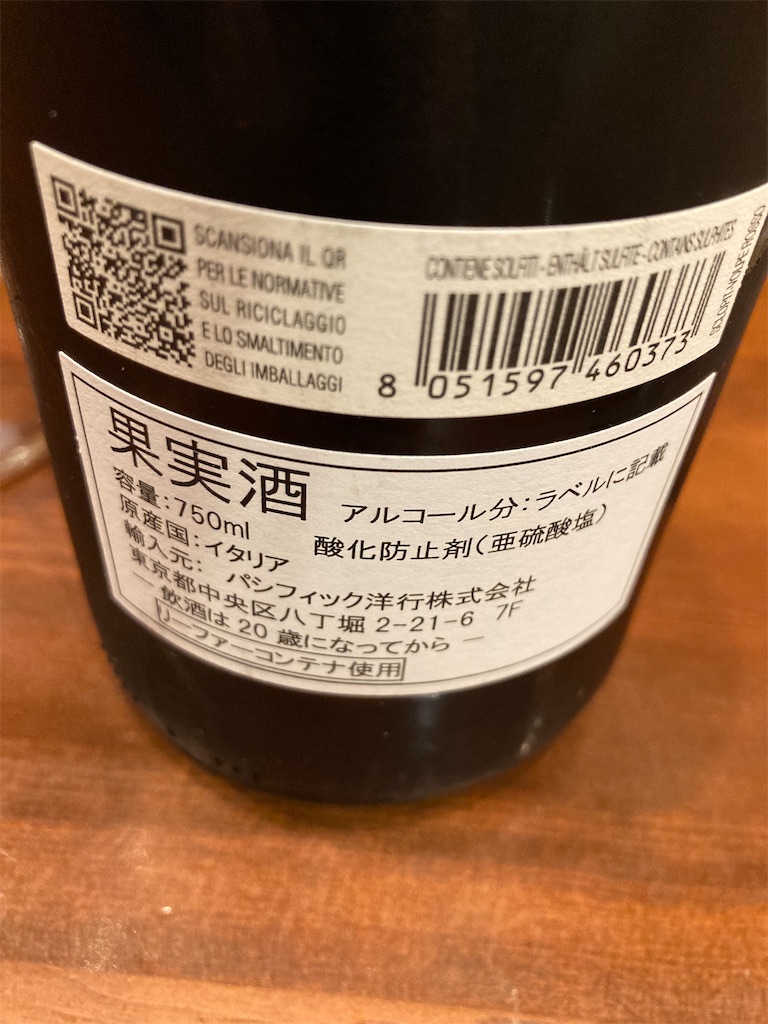 SCANSIONA IL QR
PER LE NORMATIVE
SUL RICICLAGGIO
E LO SMALTIMENTO
DEGLI IMBALLAGGI
CONTIENE SOLFITI - ENTHÄLT SULFITE - CONTAINS SULPHITES
8 051597 460373
VOLPE ROSSO
果実酒
アルコール分：ラベルに記載
容量：750ml
酸化防止剤（亜硫酸塩）
原産国：イタリア
輸入元： パシフィック洋行株式会社
東京都中央区八丁堀 2-21-6 7F
― 飲酒は 20 歳になってから ―
リーファーコンテナ使用